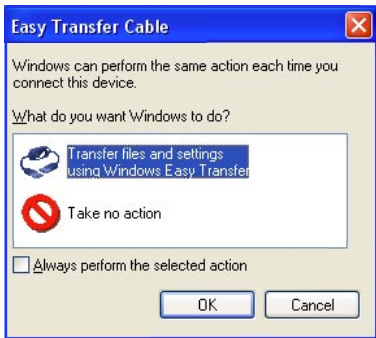 Easy Transfer Cable
Windows can perform the same action each time you
connect this device.
What do you want Windows to do?
Transfer files and settings
using Windows Easy Transfer
Take no action
Always perform the selected action
OK
Cancel